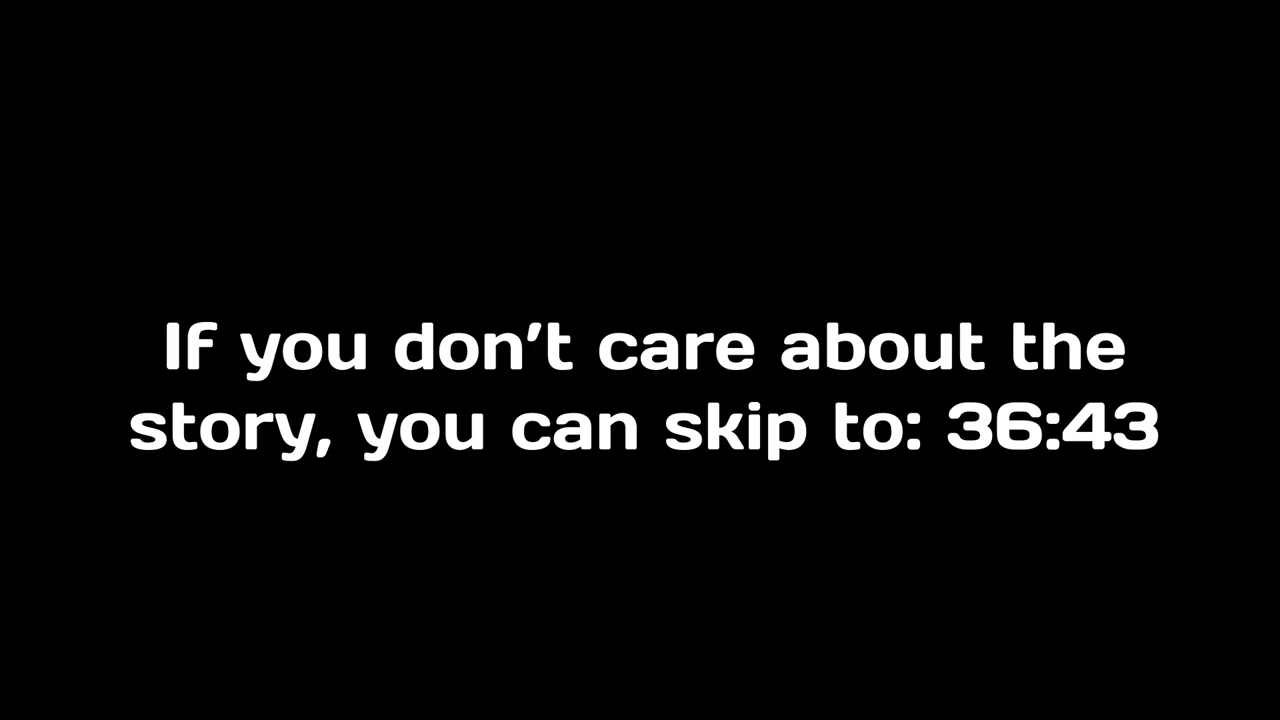 If you don’t care about the
story, you can skip to: 36:43